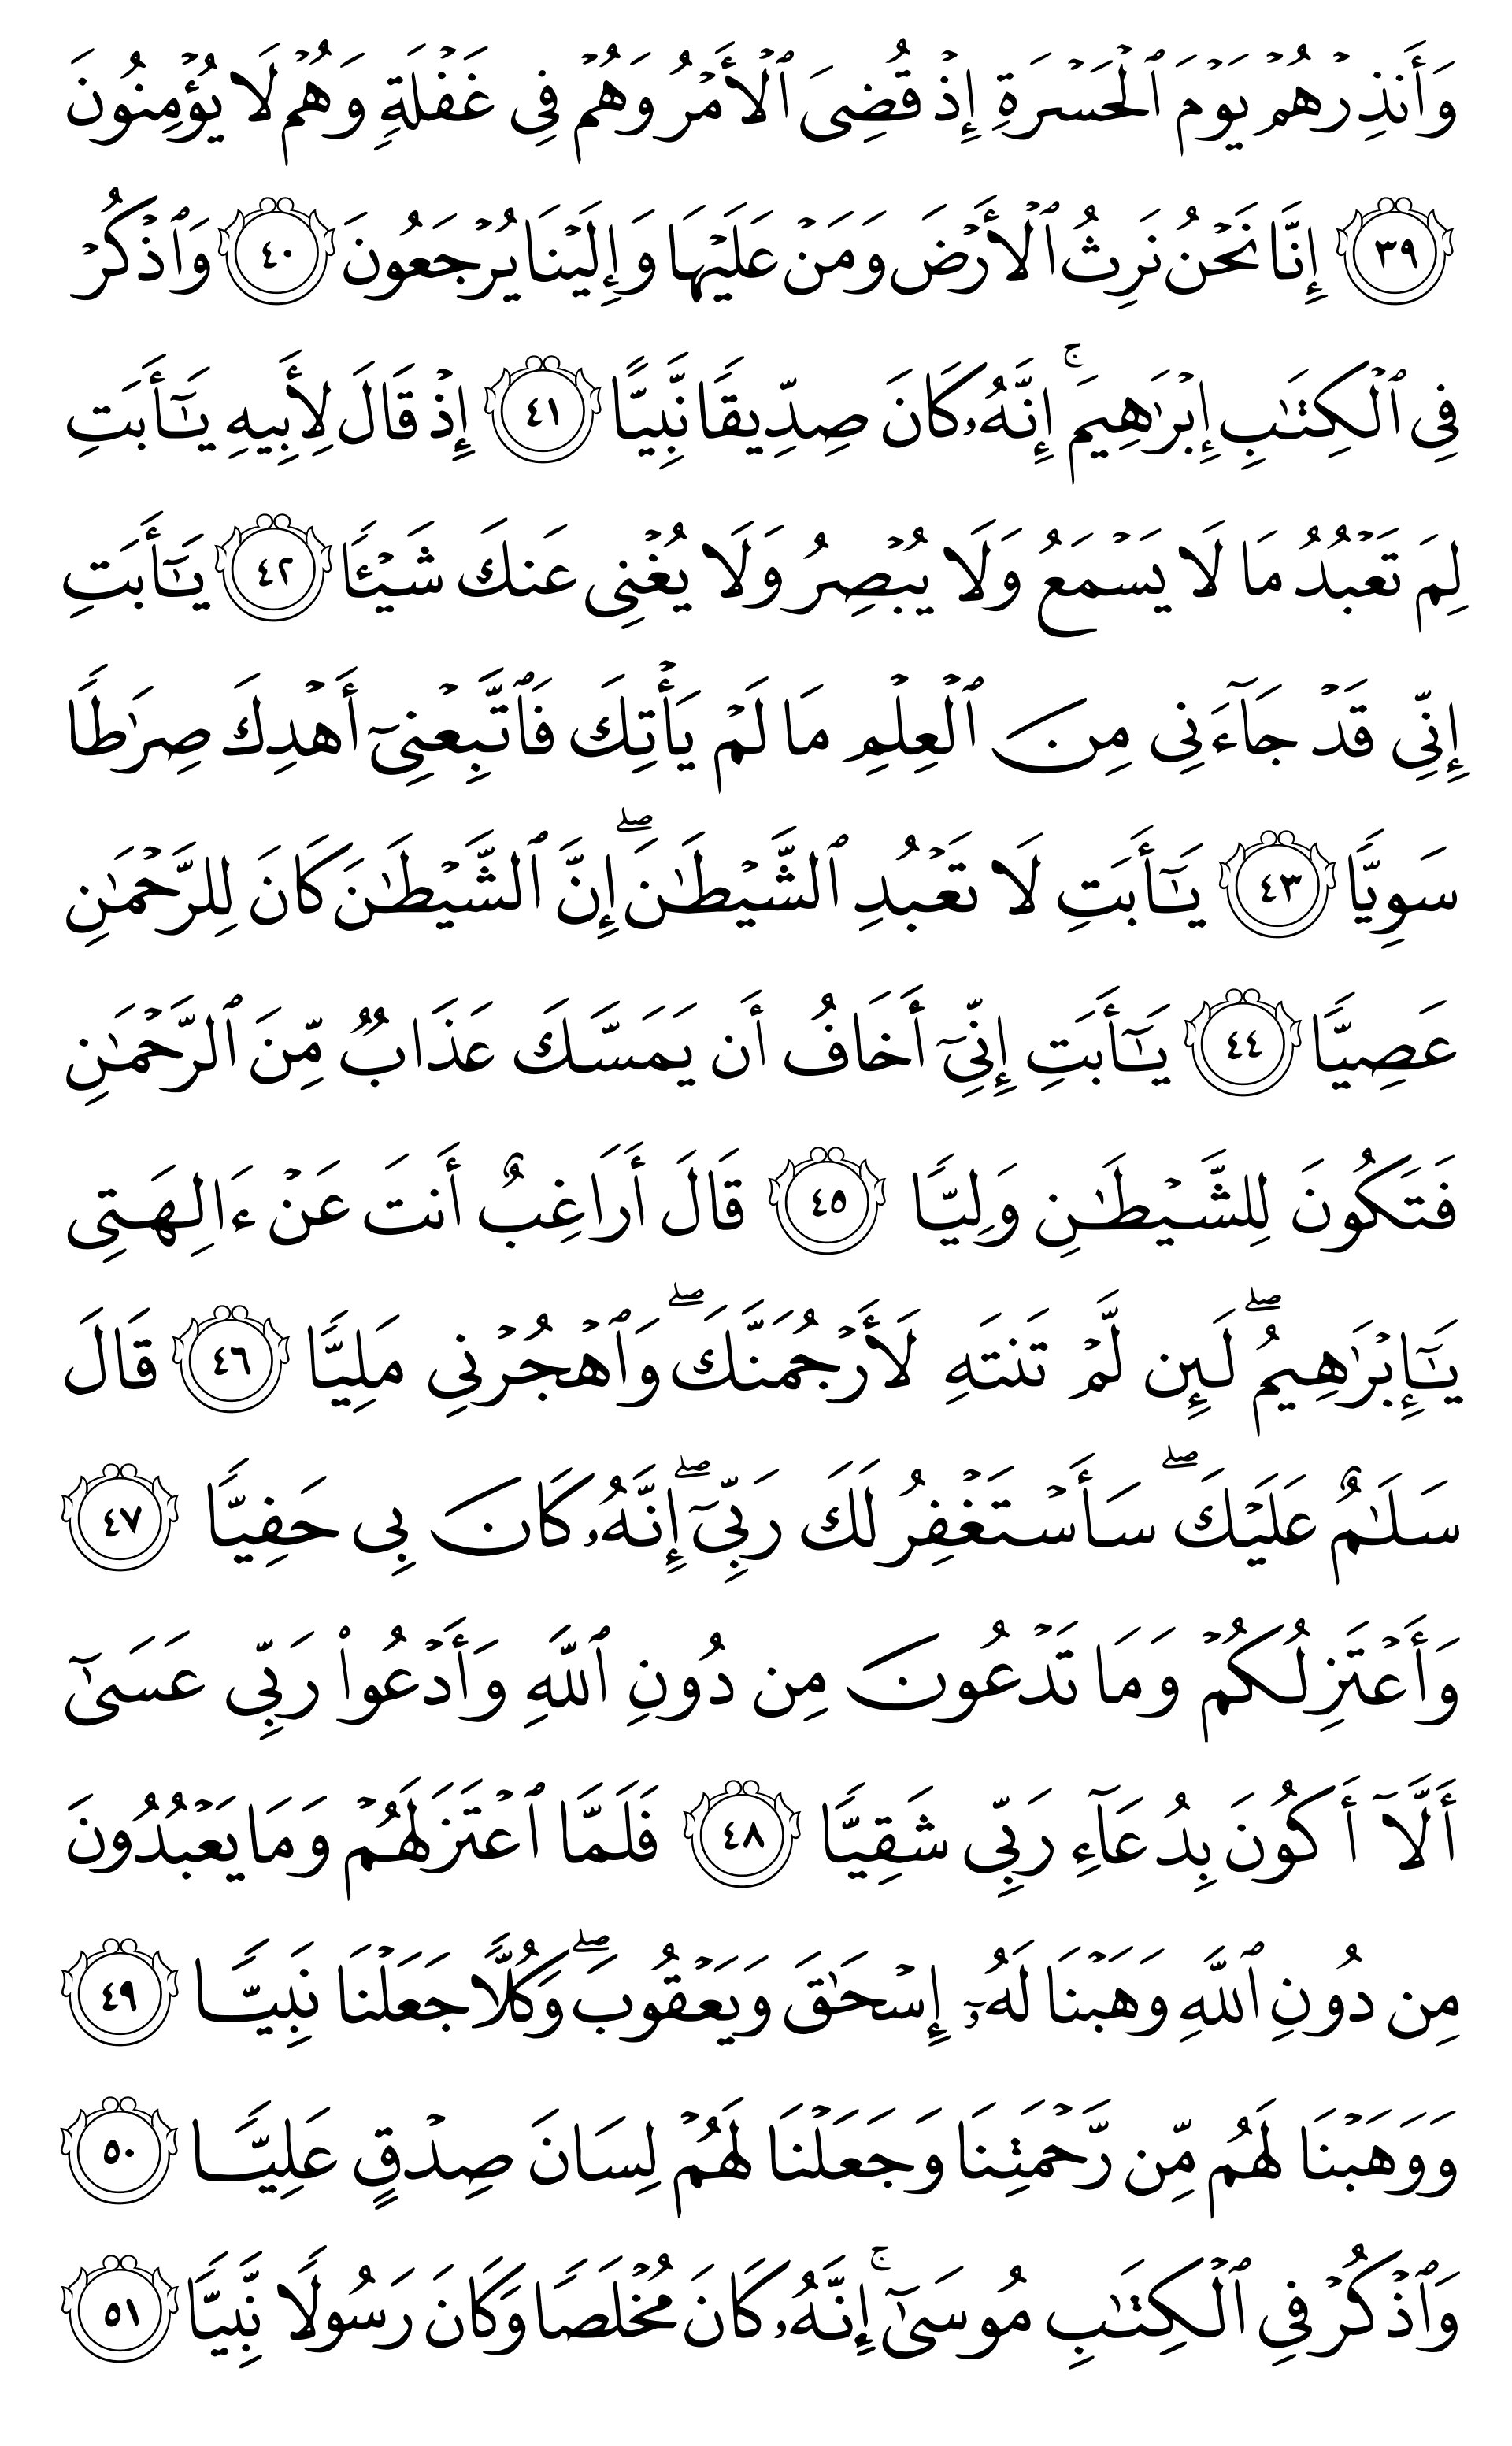 وَأَنذِرْهُمْ يَوْمَ ٱلْحَسْرَةِ إِذْ قُضِىَ ٱلْأَمْرُ وَهُمْ فِى غَفْلَةٍ وَهُمْ لَا يُؤْمِنُونَ
٣٩ إِنَّا نَحْنُ نَرِثُ ٱلْأَرْضَ وَمَنْ عَلَيْهَا وَإِلَيْنَا يُرْجَعُونَ ٤٠ وَٱذْكُرْ
فِى ٱلْكِتَٰبِ إِبْرَٰهِيمَ ۚ إِنَّهُۥ كَانَ صِدِّيقًا نَّبِيًّا ٤١ إِذْ قَالَ لِأَبِيهِ يَٰٓأَبَتِ
لِمَ تَعْبُدُ مَا لَا يَسْمَعُ وَلَا يُبْصِرُ وَلَا يُغْنِى عَنكَ شَيْـًٔا ٤٢ يَٰٓأَبَتِ
إِنِّى قَدْ جَآءَنِى مِنَ ٱلْعِلْمِ مَا لَمْ يَأْتِكَ فَٱتَّبِعْنِىٓ أَهْدِكَ صِرَٰطًا
سَوِيًّا ٤٣ يَٰٓأَبَتِ لَا تَعْبُدِ ٱلشَّيْطَٰنَ ۖ إِنَّ ٱلشَّيْطَٰنَ كَانَ لِلرَّحْمَٰنِ
عَصِيًّا ٤٤ يَٰٓأَبَتِ إِنِّىٓ أَخَافُ أَن يَمَسَّكَ عَذَابٌ مِّنَ ٱلرَّحْمَٰنِ
فَتَكُونَ لِلشَّيْطَٰنِ وَلِيًّا ٤٥ قَالَ أَرَاغِبٌ أَنتَ عَنْ ءَالِهَتِى
يَٰٓإِبْرَٰهِيمُ ۖ لَئِن لَّمْ تَنتَهِ لَأَرْجُمَنَّكَ ۖ وَٱهْجُرْنِى مَلِيًّا ٤٦ قَالَ
سَلَٰمٌ عَلَيْكَ ۖ سَأَسْتَغْفِرُ لَكَ رَبِّىٓ ۖ إِنَّهُۥ كَانَ بِى حَفِيًّا ٤٧
وَأَعْتَزِلُكُمْ وَمَا تَدْعُونَ مِن دُونِ ٱللَّهِ وَأَدْعُوا۟ رَبِّى عَسَىٰٓ
أَلَّآ أَكُونَ بِدُعَآءِ رَبِّى شَقِيًّا ٤٨ فَلَمَّا ٱعْتَزَلَهُمْ وَمَا يَعْبُدُونَ
مِن دُونِ ٱللَّهِ وَهَبْنَا لَهُۥٓ إِسْحَٰقَ وَيَعْقُوبَ ۖ وَكُلًّا جَعَلْنَا نَبِيًّا ٤٩
وَوَهَبْنَا لَهُم مِّن رَّحْمَتِنَا وَجَعَلْنَا لَهُمْ لِسَانَ صِدْقٍ عَلِيًّا ٥٠
وَٱذْكُرْ فِى ٱلْكِتَٰبِ مُوسَىٰٓ ۚ إِنَّهُۥ كَانَ مُخْلَصًا وَكَانَ رَسُولًا نَّبِيًّا ٥١